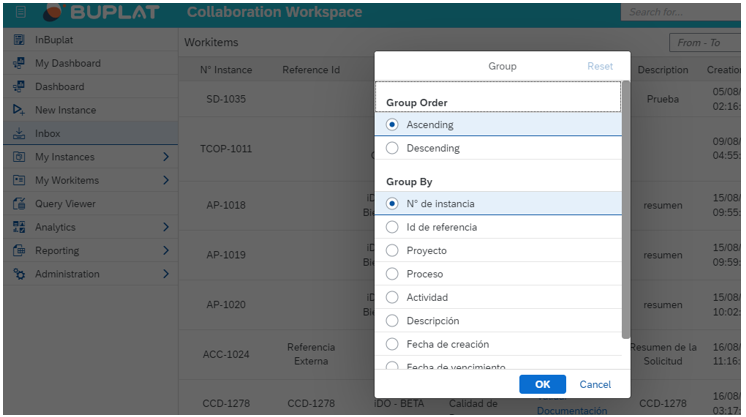 BUPLAT
Collaboration Workspace
Search for...
InBuplat
My Dashboard
Dashboard
New Instance
Inbox
My Instances
My Workitems
Query Viewer
Analytics
Reporting
Administration
Workitems
From - To
N° Instance Reference Id Description Creation
SD-1035 Prueba 05/08/
02:16:
TCOP-1011 09/08/
04:55:
AP-1018 resumen 15/08/
09:55:
AP-1019 resumen 15/08/
09:59:
AP-1020 resumen 15/08/
10:02:
ACC-1024 Referencia Externa Resumen de la Solicitud 16/08/
11:16:
CCD-1278 CCD-1278 iDO - BETA Calidad de Documentación CCD-1278 16/08/
03:17:
Group
Reset
Group Order
Ascending
Descending
Group By
N° de instancia
Id de referencia
Proyecto
Proceso
Actividad
Descripción
Fecha de creación
Fecha de vencimiento
OK
Cancel